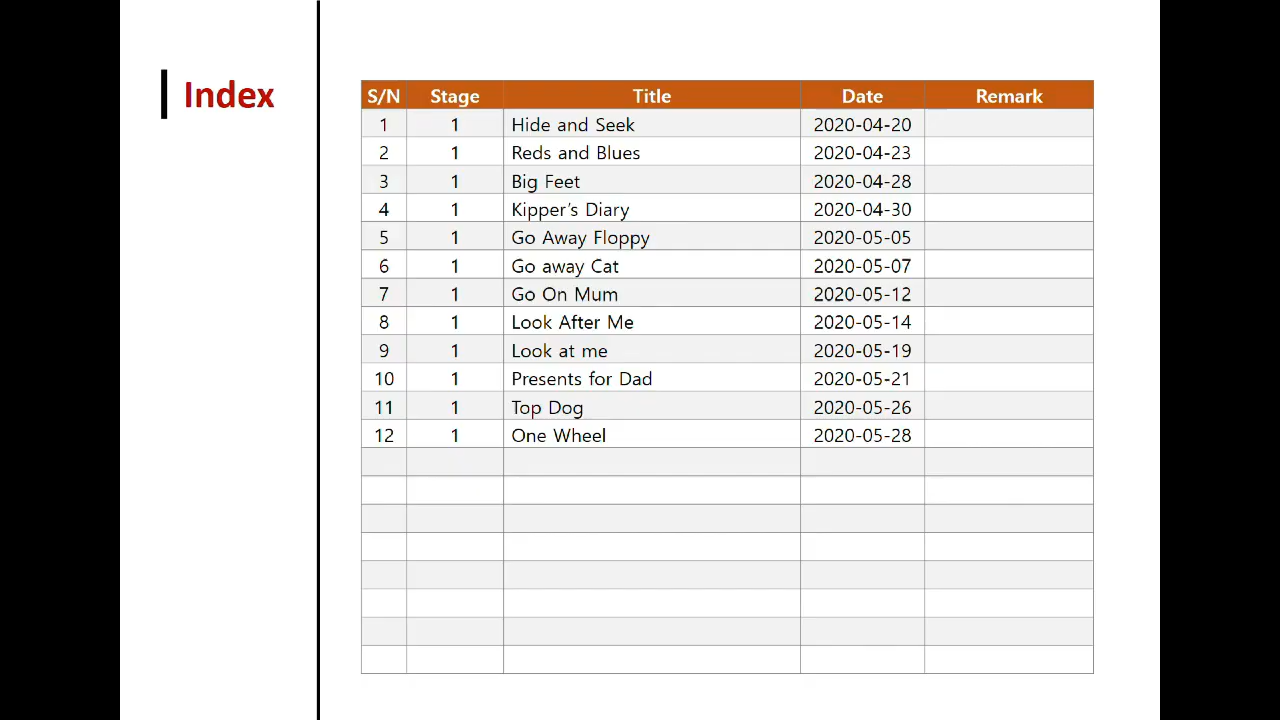 Index
S/N Stage Title Date Remark
1 1 Hide and Seek 2020-04-20
2 1 Reds and Blues 2020-04-23
3 1 Big Feet 2020-04-28
4 1 Kipper's Diary 2020-04-30
5 1 Go Away Floppy 2020-05-05
6 1 Go away Cat 2020-05-07
7 1 Go On Mum 2020-05-12
8 1 Look After Me 2020-05-14
9 1 Look at me 2020-05-19
10 1 Presents for Dad 2020-05-21
11 1 Top Dog 2020-05-26
12 1 One Wheel 2020-05-28